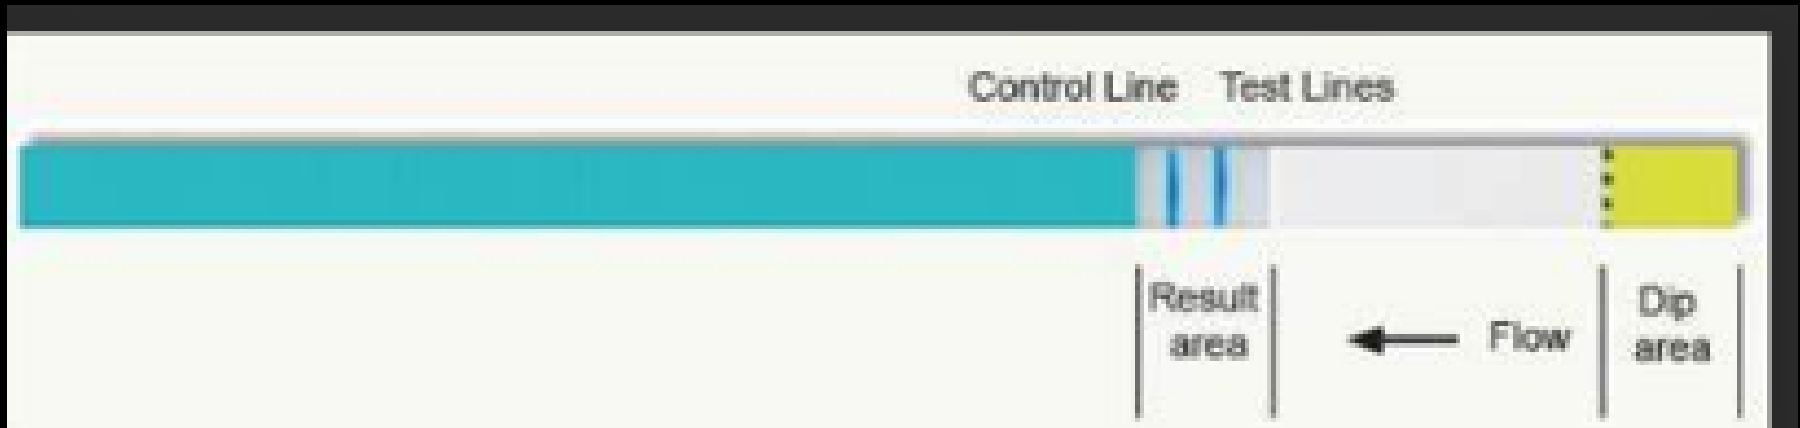 Control Line Test Lines
Result
area
Flow
Dip
area